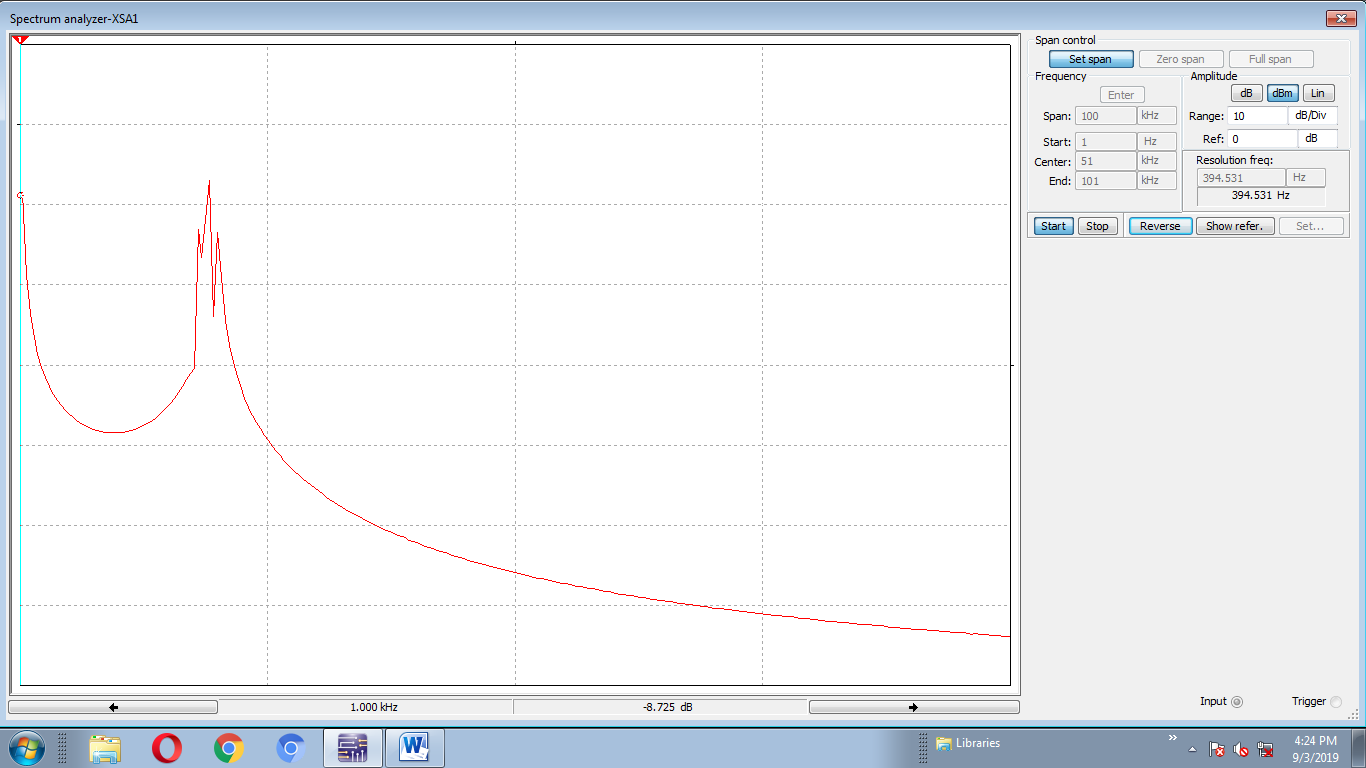 Spectrum analyzer-XSA1
1
Span control
Set span
Zero span
Full span
Frequency
Enter
Span: 100 kHz
Start: 1 Hz
Center: 51 kHz
End: 101 kHz
Amplitude
dB
dBm
Lin
Range: 10 dB/Div
Ref: 0 dB
Resolution freq:
394.531 Hz
394.531 Hz
Start
Stop
Reverse
Show refer.
Set...
1.000 kHz
-8.725 dB
Input
Trigger
W
Libraries
»
4:24 PM
9/3/2019